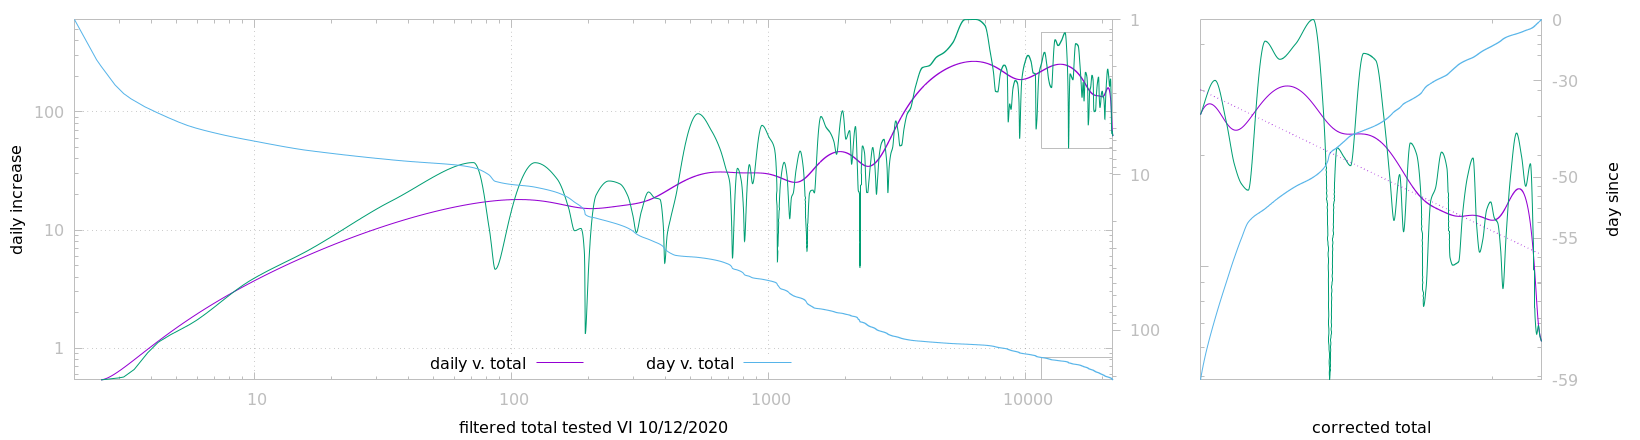 daily increase
100
10
1
10
100
1000
10000
1
10
100
daily v. total
day v. total
filtered total tested VI 10/12/2020
0
-30
-50
-55
-59
day since
corrected total